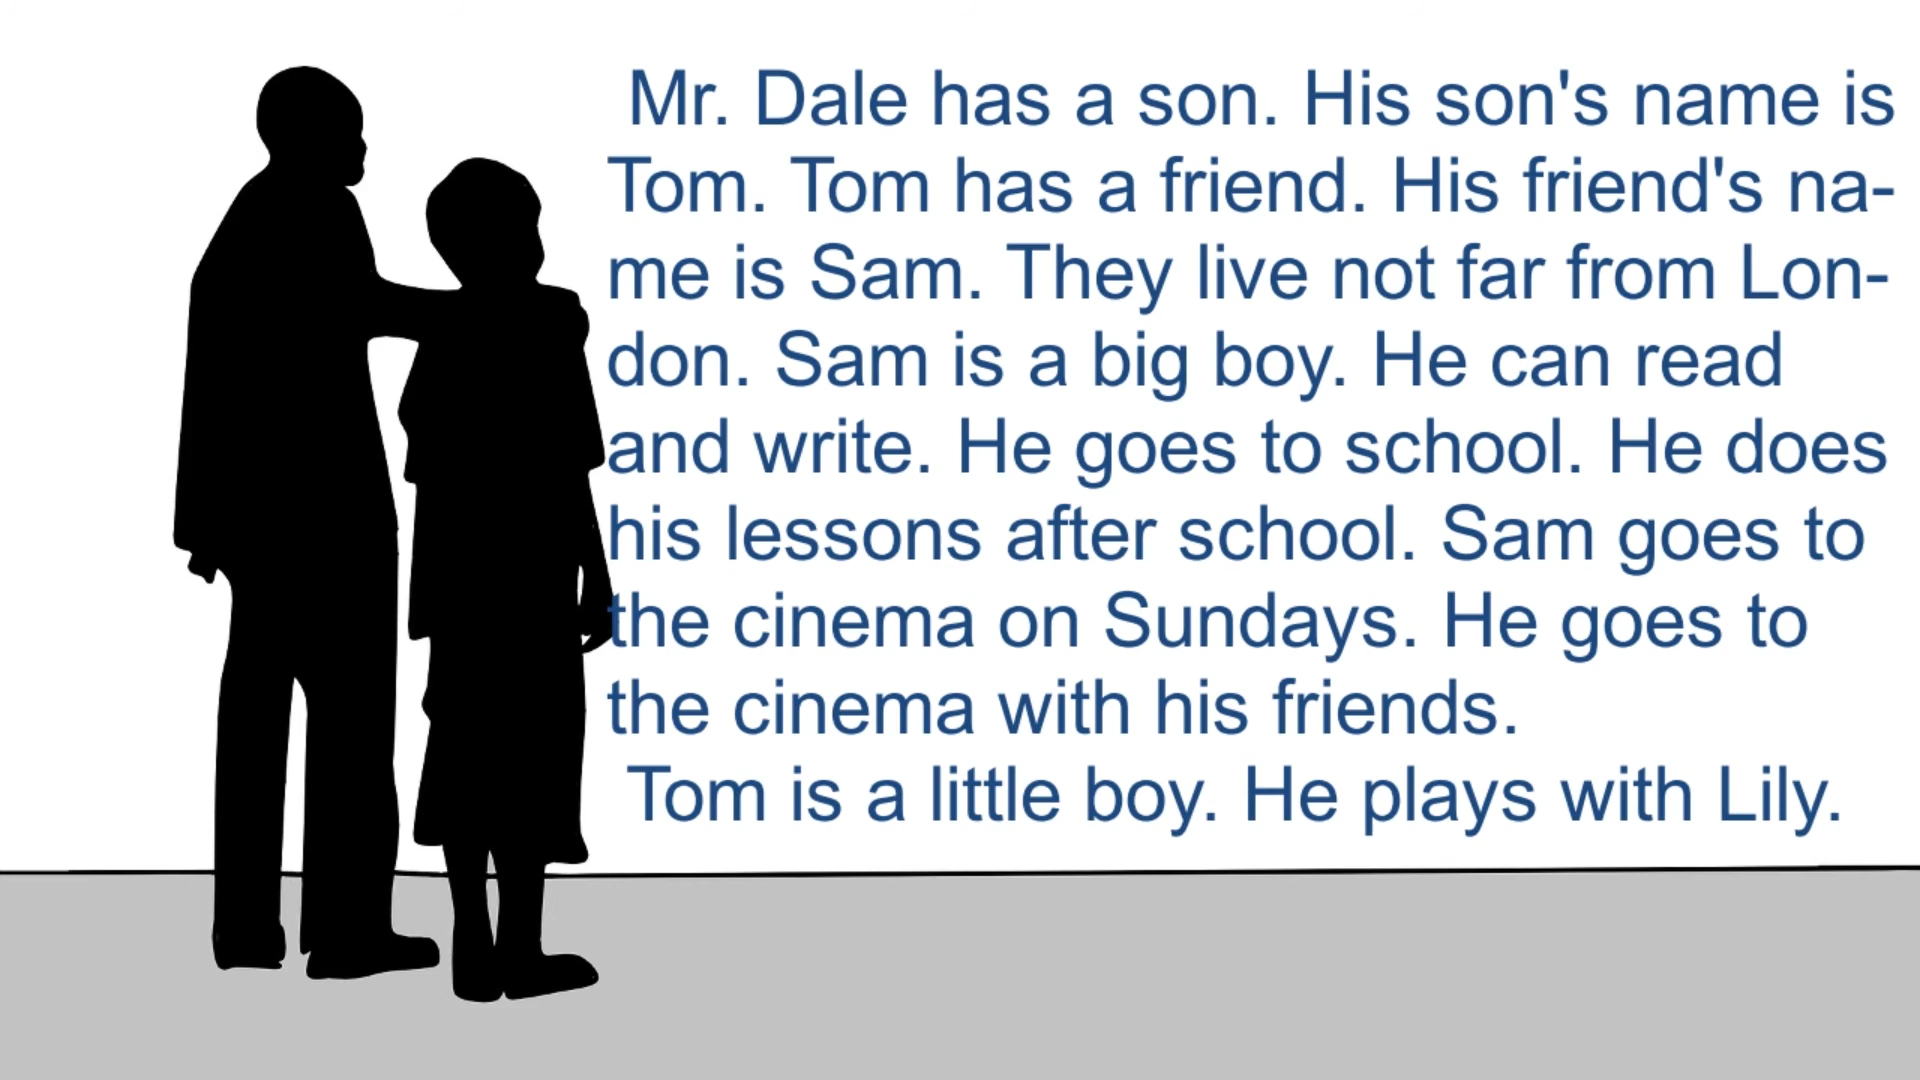 Mr. Dale has a son. His son's name is
Tom. Tom has a friend. His friend's na-
me is Sam. They live not far from Lon-
don. Sam is a big boy. He can read
and write. He goes to school. He does
his lessons after school. Sam goes to
the cinema on Sundays. He goes to
the cinema with his friends.
Tom is a little boy. He plays with Lily.